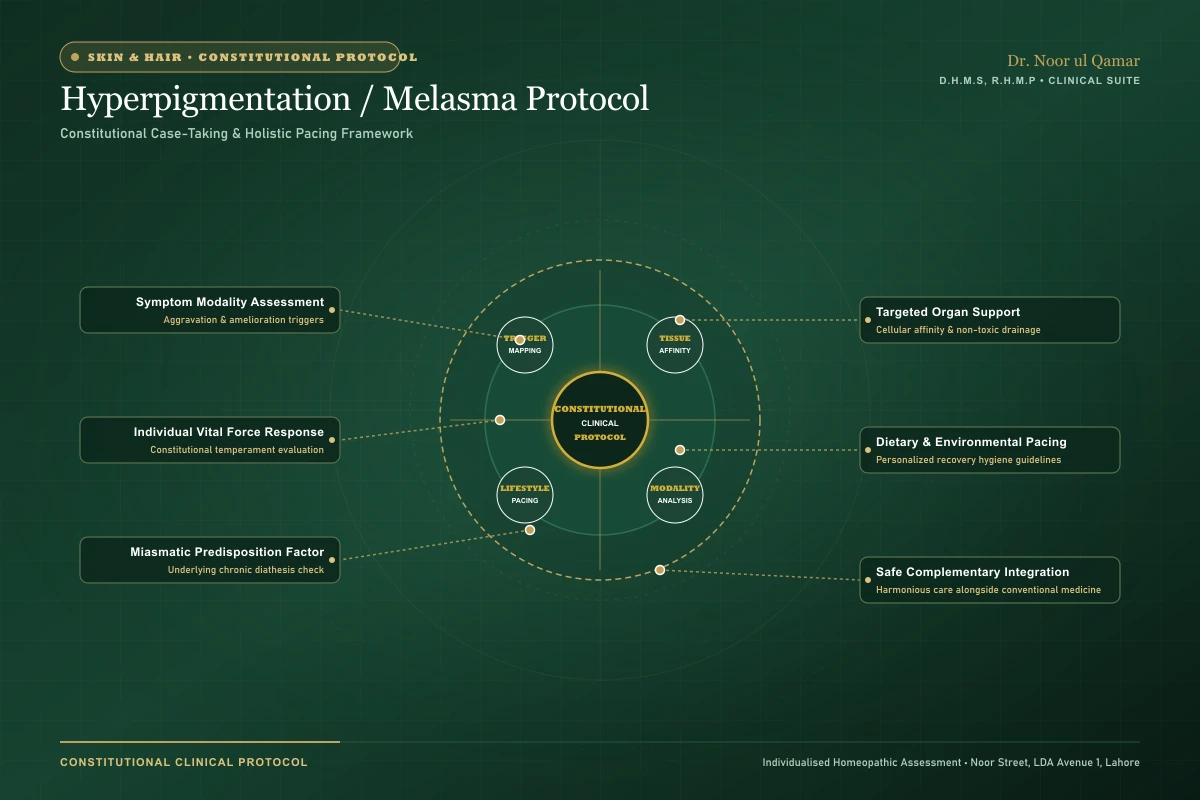 SKIN & HAIR • CONSTITUTIONAL PROTOCOL
Hyperpigmentation / Melasma Protocol
Constitutional Case-Taking & Holistic Pacing Framework
Dr. Noor ul Qamar
D.H.M.S, R.H.M.P • CLINICAL SUITE
Symptom Modality Assessment
Aggravation & amelioration triggers
Individual Vital Force Response
Constitutional temperament evaluation
Miasmatic Predisposition Factor
Underlying chronic diathesis check
MAPPING
TISSUE
AFFINITY
CONSTITUTIONAL
CLINICAL
PROTOCOL
LIFESTYLE
PACING
MODALITY
ANALYSIS
Targeted Organ Support
Cellular affinity & non-toxic drainage
Dietary & Environmental Pacing
Personalized recovery hygiene guidelines
Safe Complementary Integration
Harmonious care alongside conventional medicine
CONSTITUTIONAL CLINICAL PROTOCOL
Individualised Homeopathic Assessment • Noor Street, LDA Avenue 1, Lahore